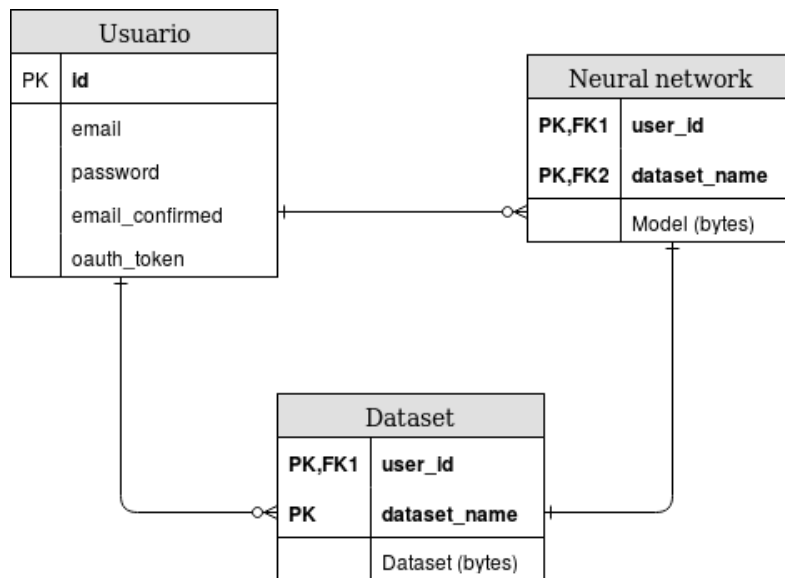 Usuario
PK id
email
password
email_confirmed
oauth_token
Neural network
PK,FK1 user_id
PK,FK2 dataset_name
Model (bytes)
Dataset
PK,FK1 user_id
PK dataset_name
Dataset (bytes)